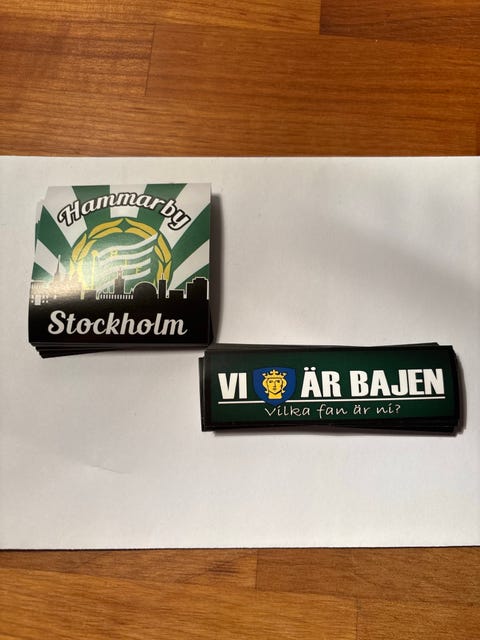 Hammarby
Stockholm
VI ÄR BAJEN
Vilka fan är ni?